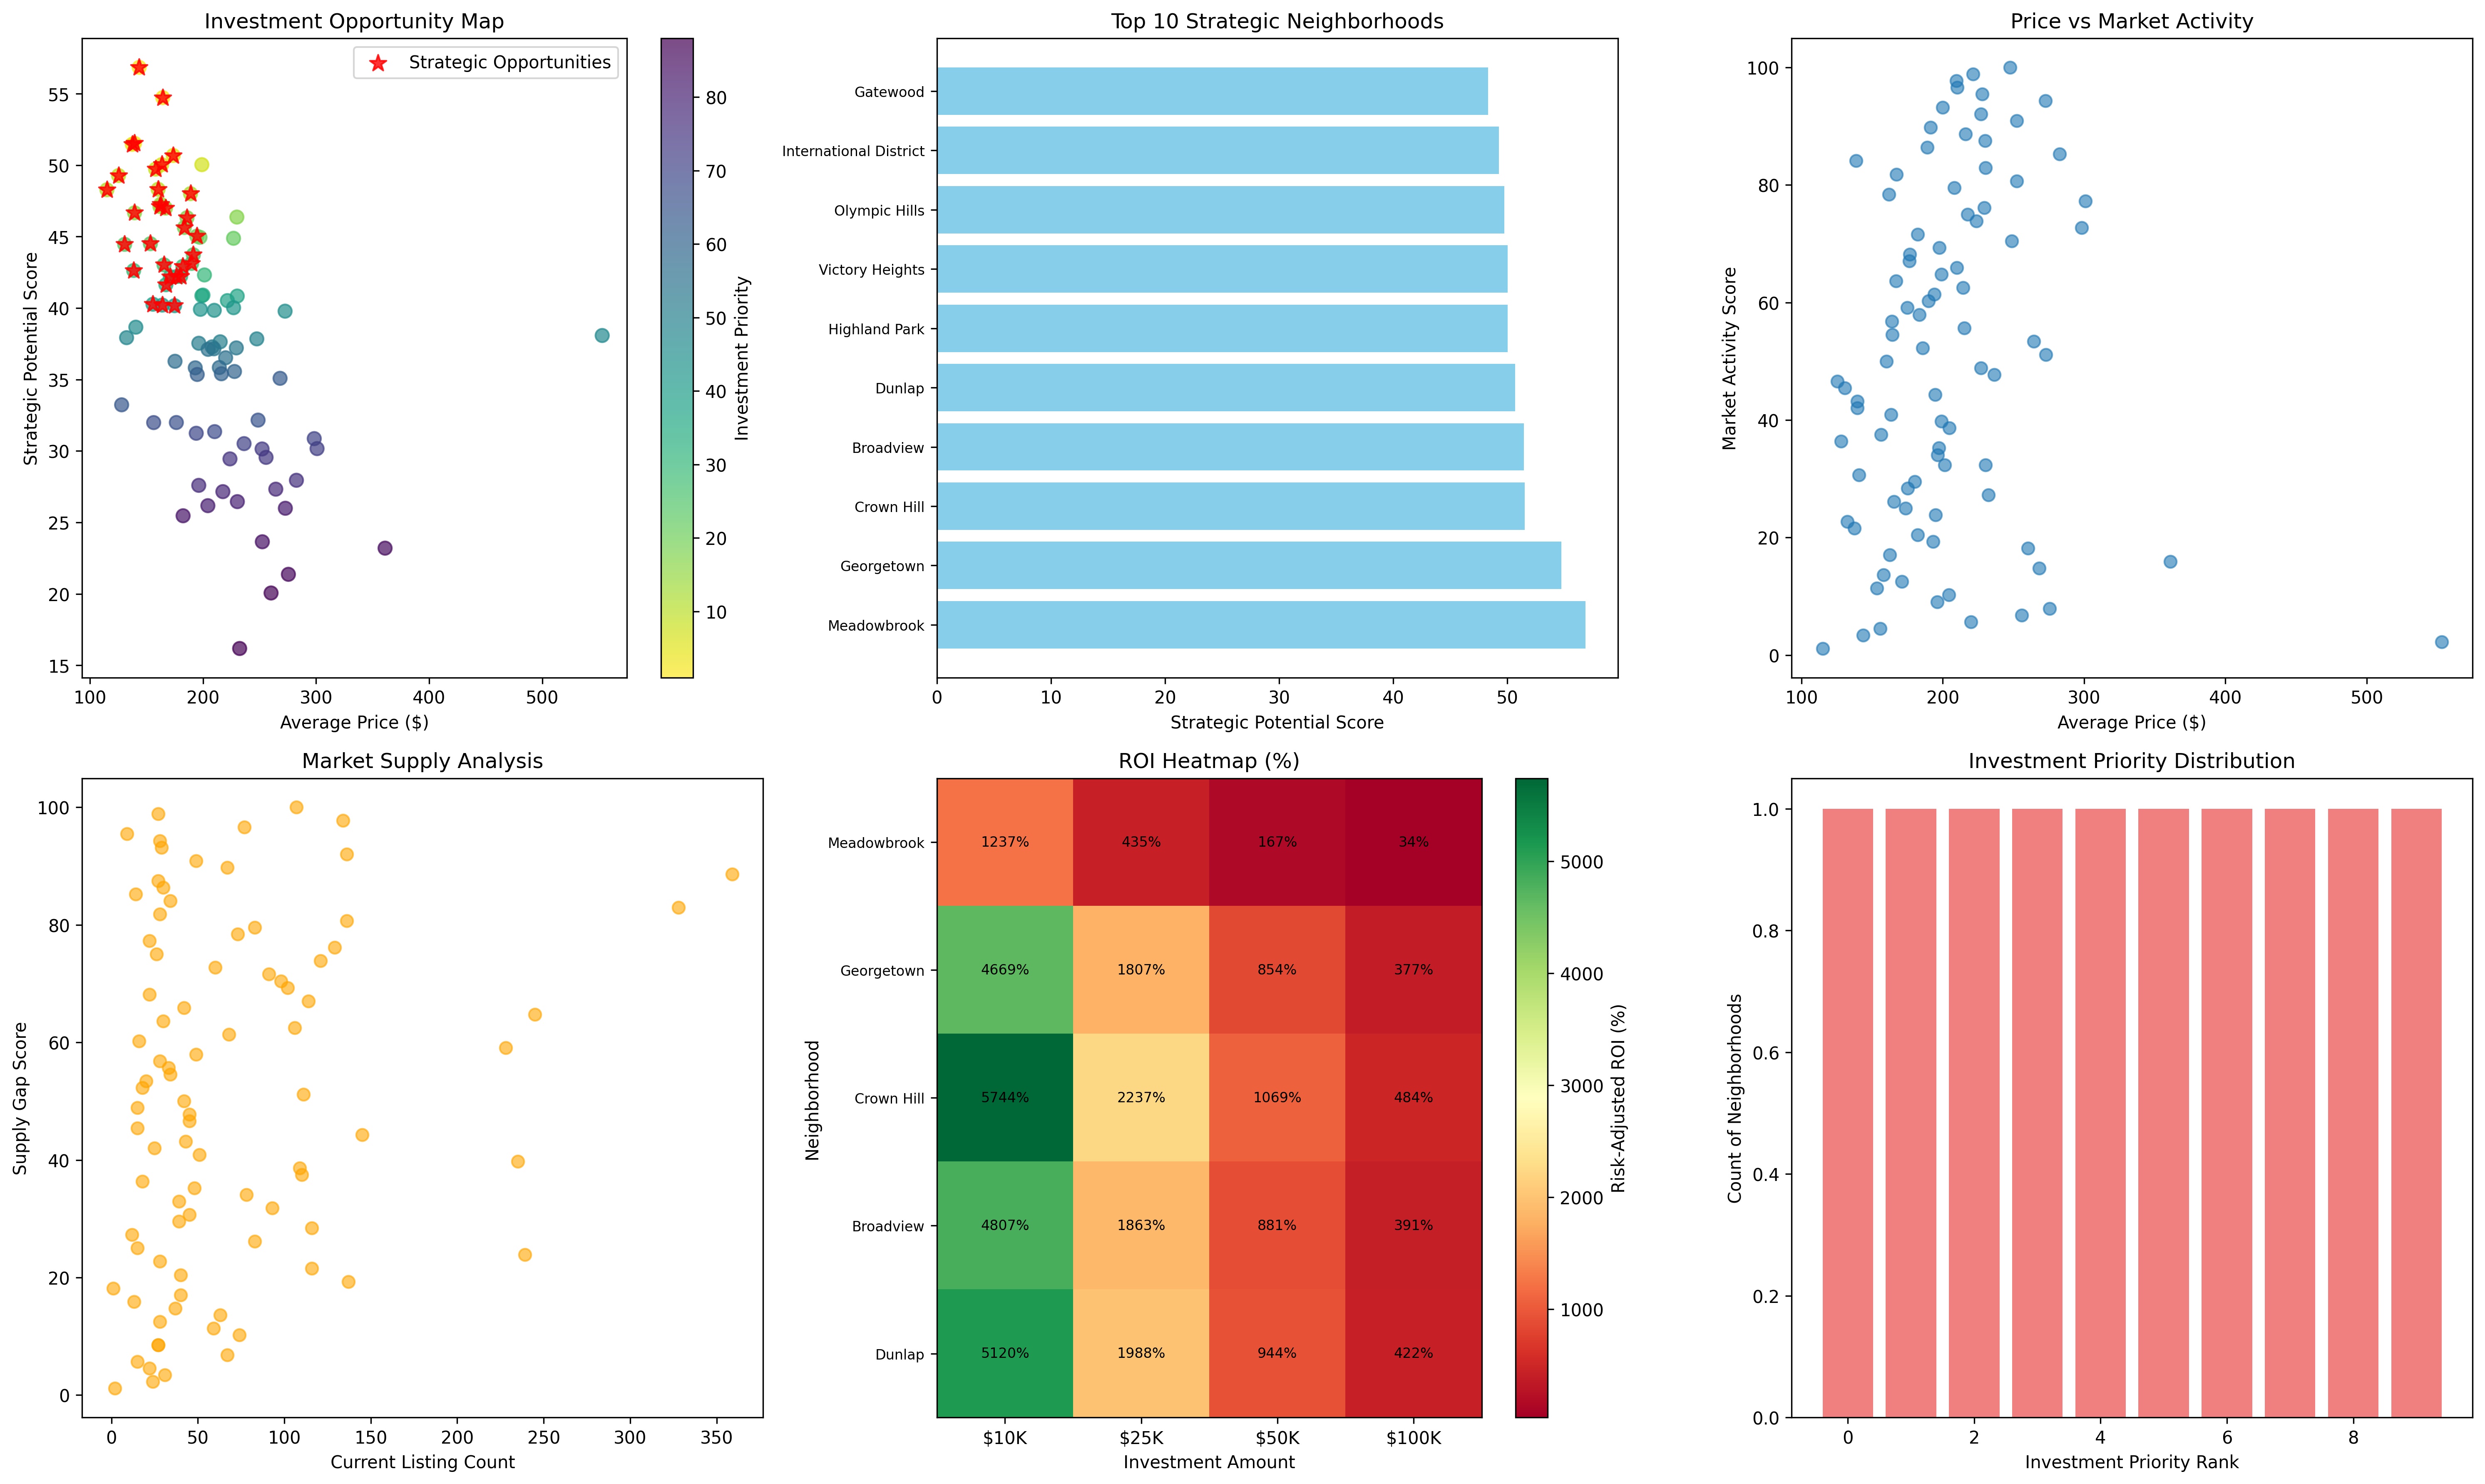 Investment Opportunity Map
Strategic Opportunities
Strategic Potential Score
55
50
45
40
35
30
25
20
15
100 200 300 400 500
Average Price ($)
80
70
60
50
40
30
20
10
Investment Priority
Top 10 Strategic Neighborhoods
Gatewood
International District
Olympic Hills
Victory Heights
Highland Park
Dunlap
Broadview
Crown Hill
Georgetown
Meadowbrook
0 10 20 30 40 50
Strategic Potential Score
Price vs Market Activity
Market Activity Score
100
80
60
40
20
0
100 200 300 400 500
Average Price ($)
Market Supply Analysis
Supply Gap Score
100
80
60
40
20
0
0 50 100 150 200 250 300 350
Current Listing Count
ROI Heatmap (%)
Neighborhood
Meadowbrook 1237% 435% 167% 34%
Georgetown 4669% 1807% 854% 377%
Crown Hill 5744% 2237% 1069% 484%
Broadview 4807% 1863% 881% 391%
Dunlap 5120% 1988% 944% 422%
$10K $25K $50K $100K
Investment Amount
5000
4000
3000
2000
1000
Risk-Adjusted ROI (%)
Investment Priority Distribution
Count of Neighborhoods
1.0
0.8
0.6
0.4
0.2
0.0
0 2 4 6 8
Investment Priority Rank